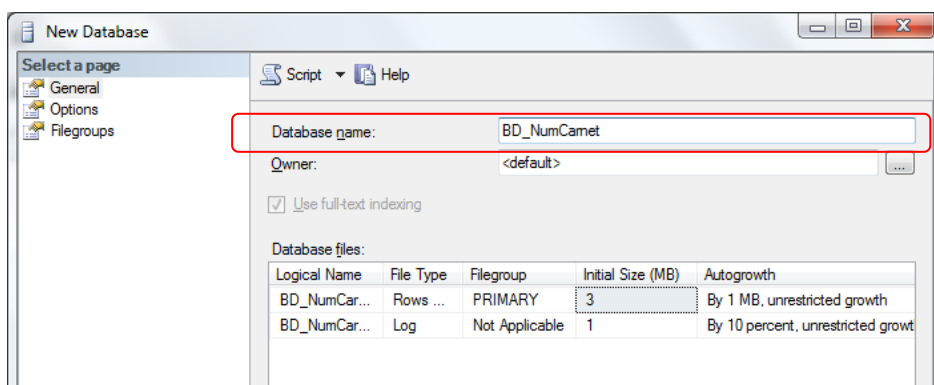 New Database
Select a page
General
Options
Filegroups
Script Help
Database name: BD_NumCarnet
Owner: <default> ...
Use full-text indexing
Database files:
Logical Name File Type Filegroup Initial Size (MB) Autogrowth
BD_NumCar... Rows ... PRIMARY 3 By 1 MB, unrestricted growth
BD_NumCar... Log Not Applicable 1 By 10 percent, unrestricted growt